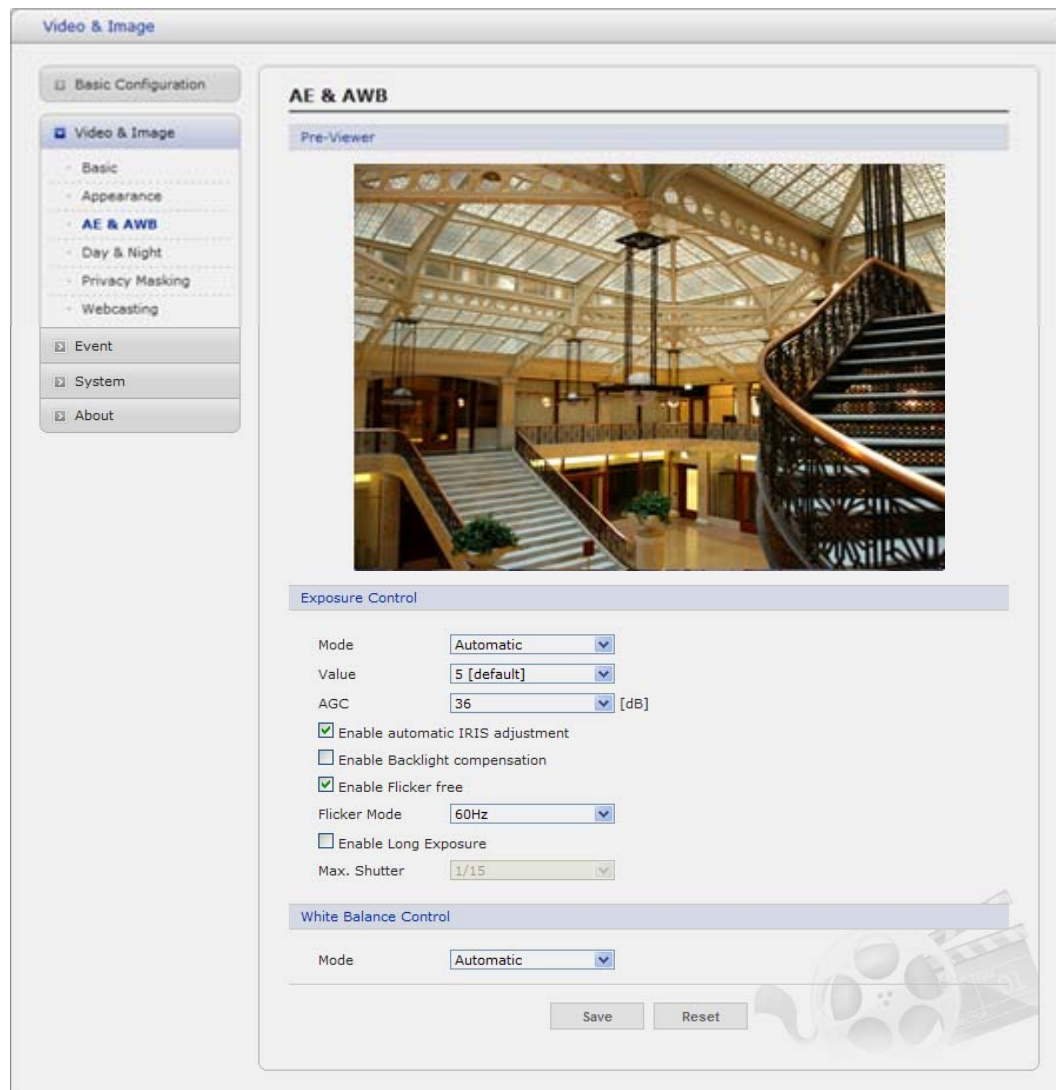 Video & Image
Basic Configuration
Video & Image
Basic
Appearance
AE & AWB
Day & Night
Privacy Masking
Webcasting
Event
System
About
AE & AWB
Pre-Viewer
Exposure Control
Mode Automatic
Value 5 [default]
AGC 36 [dB]
Enable automatic IRIS adjustment
Enable Backlight compensation
Enable Flicker free
Flicker Mode 60Hz
Enable Long Exposure
Max. Shutter 1/15
White Balance Control
Mode Automatic
01
Save Reset